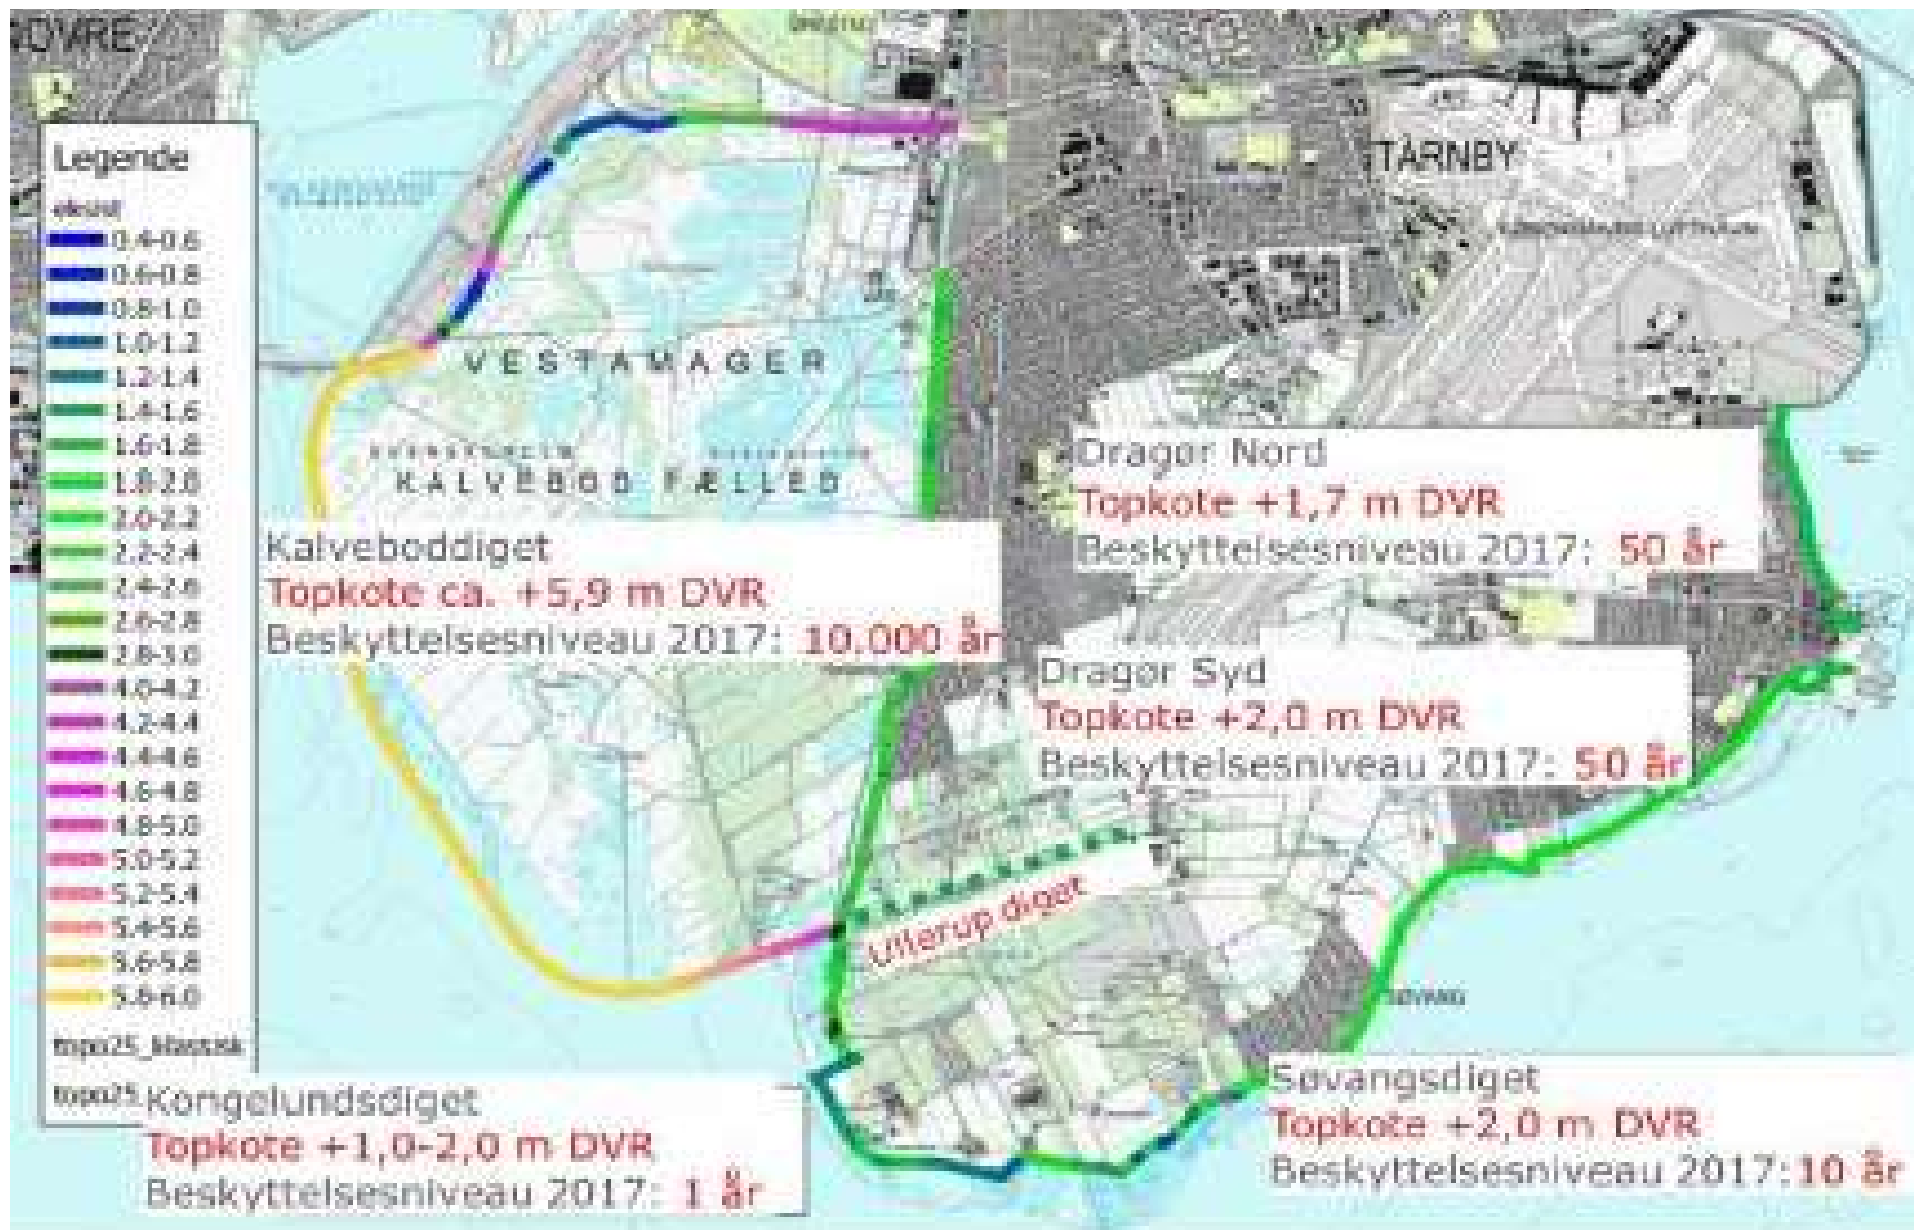 TÅRNBY
Legende
0.4-0.6
0.6-0.8
0.8-1.0
1.0-1.2
1.2-1.4
1.4-1.6
1.6-1.8
1.8-2.0
2.0-2.2
2.2-2.4
2.4-2.6
2.6-2.8
2.8-3.0
4.0-4.2
4.2-4.4
4.4-4.6
4.6-4.8
4.8-5.0
5.0-5.2
5.2-5.4
5.4-5.6
5.6-5.8
5.8-6.0
topo25_klassisk
topo25
VESTAMAGER
KALVEBOD FÆLLED
Dragør Nord
Topkote +1,7 m DVR
Beskyttelsesniveau 2017: 50 år
Kalveboddiget
Topkote ca. +5,9 m DVR
Beskyttelsesniveau 2017: 10.000 år
Dragør Syd
Topkote +2,0 m DVR
Beskyttelsesniveau 2017: 50 år
Ullerup diget
Søvangsdiget
Topkote +2,0 m DVR
Beskyttelsesniveau 2017: 10 år
Kongelundsdiget
Topkote +1,0-2,0 m DVR
Beskyttelsesniveau 2017: 1 år